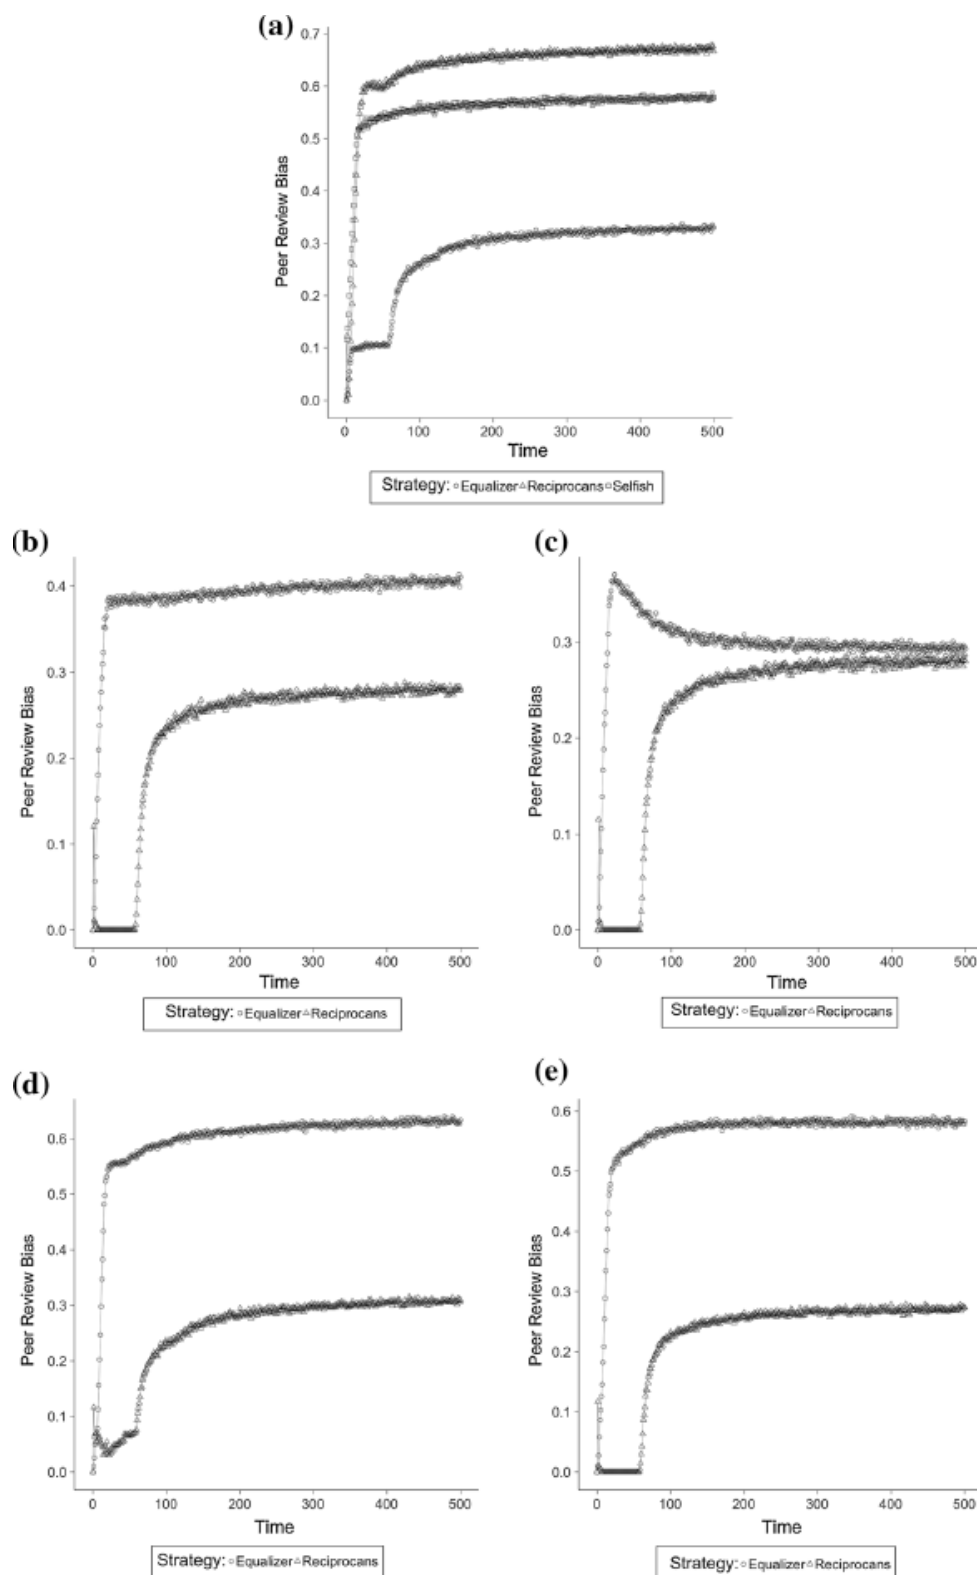 (a)
0.7
0.6
0.5
0.4
0.3
0.2
0.1
0.0
Peer Review Bias
0 100 200 300 400 500
Time
Strategy: ○Equalizer△Reciprocans□Selfish
(b)
0.4
0.3
0.2
0.1
0.0
Peer Review Bias
0 100 200 300 400 500
Time
Strategy: ○Equalizer△Reciprocans
(c)
0.3
0.2
0.1
0.0
Peer Review Bias
0 100 200 300 400 500
Time
Strategy: ○Equalizer△Reciprocans
(d)
0.6
0.5
0.4
0.3
0.2
0.1
0.0
Peer Review Bias
0 100 200 300 400 500
Time
Strategy: ○Equalizer△Reciprocans
(e)
0.6
0.5
0.4
0.3
0.2
0.1
0.0
Peer Review Bias
0 100 200 300 400 500
Time
Strategy: ○Equalizer△Reciprocans